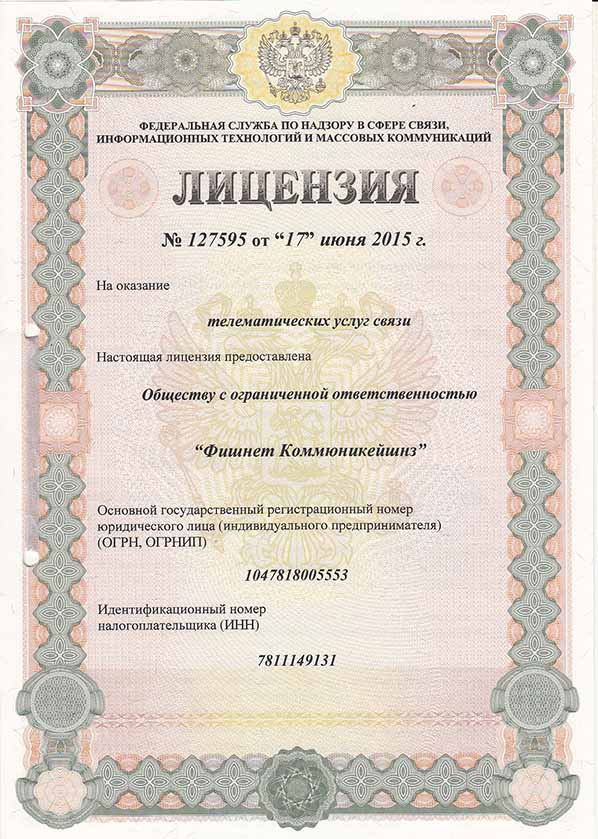 ФЕДЕРАЛЬНАЯ СЛУЖБА ПО НАДЗОРУ В СФЕРЕ СВЯЗИ,
ИНФОРМАЦИОННЫХ ТЕХНОЛОГИЙ И МАССОВЫХ КОММУНИКАЦИЙ
ЛИЦЕНЗИЯ
№ 127595 от “17” июня 2015 г.
На оказание
телематических услуг связи
Настоящая лицензия предоставлена
Обществу с ограниченной ответственностью
“Фишнет Коммюникейшнз”
Основной государственный регистрационный номер
юридического лица (индивидуального предпринимателя)
(ОГРН, ОГРНИП)
1047818005553
Идентификационный номер
налогоплательщика (ИНН)
7811149131